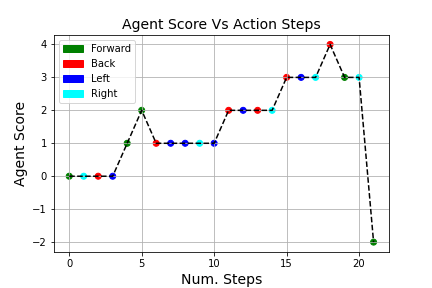 Agent Score Vs Action Steps
Forward
Back
Left
Right
4
3
2
1
0
−1
−2
Agent Score
0 5 10 15 20
Num. Steps